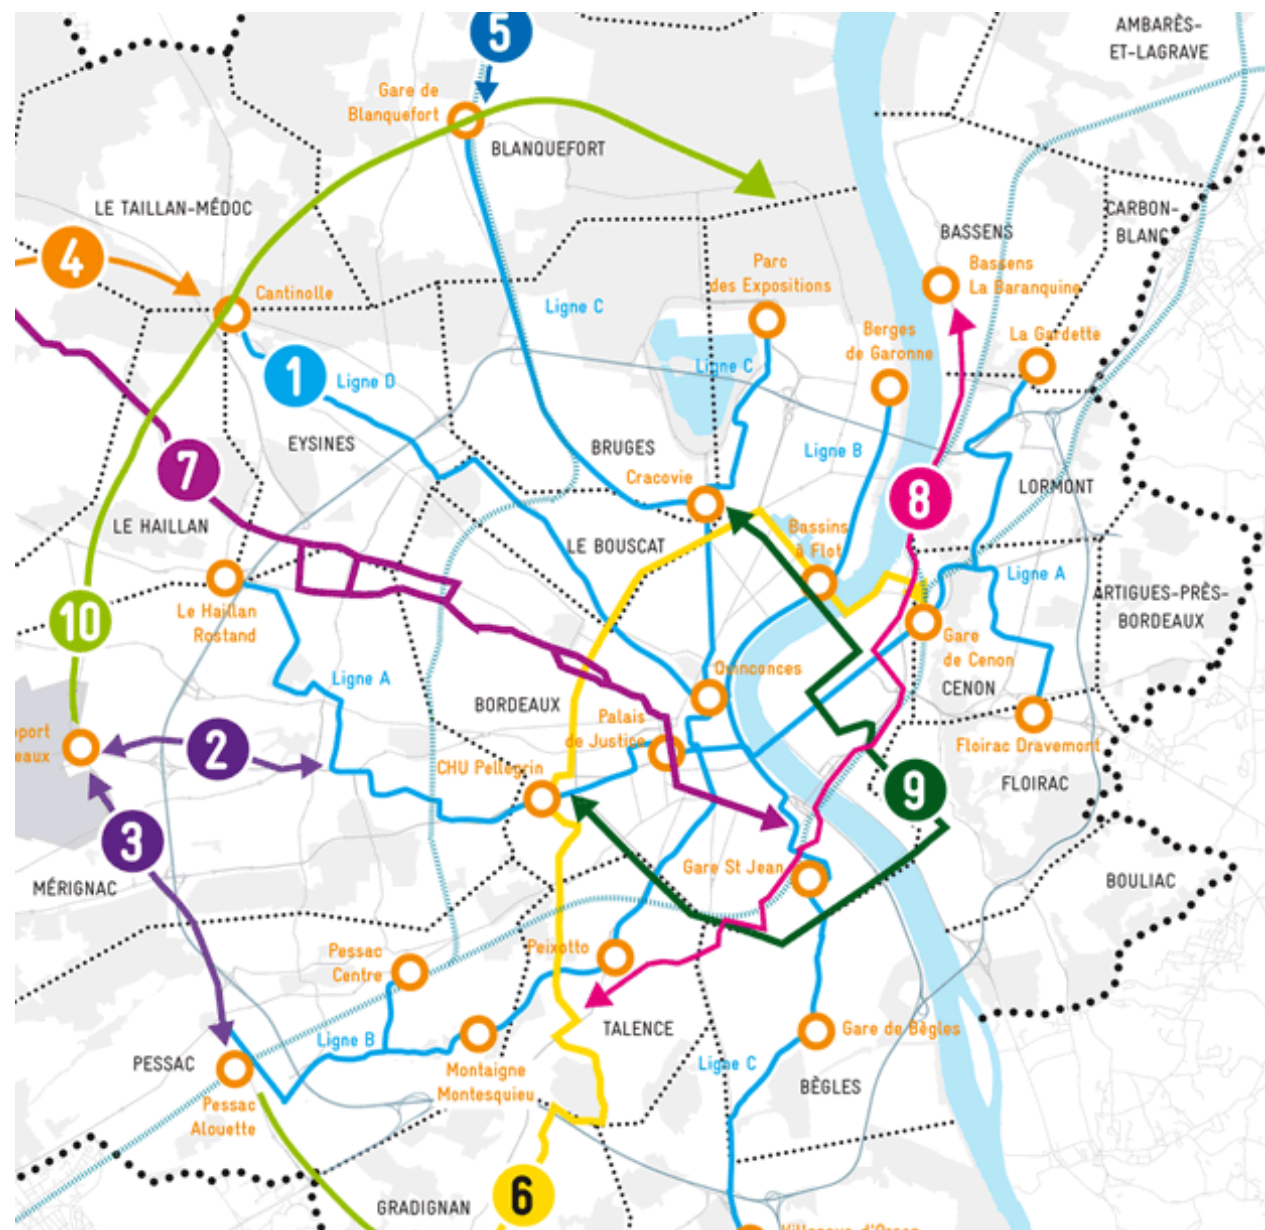 5
AMBARÈS-
ET-LAGRAVE
Gare de
Blanquefort
BLANQUEFORT
LE TAILLAN-MÉDOC
CARBON-
BLANC
BASSENS
4
Cantinolle
Parc
des Expositions
Bassens
La Baranquine
Ligne C
Berges
de Garonne
La Gardette
1
Ligne D
Ligne C
EYSINES
BRUGES
Ligne B
7
Cracovie
8
LORMONT
LE HAILLAN
LE BOUSCAT
Bassins
à Flot
Ligne A
ARTIGUES-PRÈS-
BORDEAUX
Le Haillan
Rostand
10
Gare
de Cenon
CENON
Ligne A
Quinconces
BORDEAUX
Palais
de Justice
port
eaux
2
Floirac Dravemont
CHU Pellegrin
FLOIRAC
9
3
MÉRIGNAC
Gare St Jean
BOULIAC
Pessac
Centre
Peixotto
Ligne B
TALENCE
Gare de Bègles
PESSAC
Montaigne
Montesquieu
Ligne C
BÈGLES
Pessac
Alouette
6
GRADIGNAN